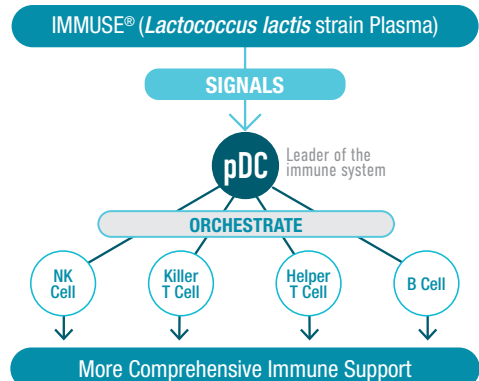 IMMUSE® (Lactococcus lactis strain Plasma)
SIGNALS
pDC
Leader of the
immune system
ORCHESTRATE
NK
Cell
Killer
T Cell
Helper
T Cell
B Cell
More Comprehensive Immune Support